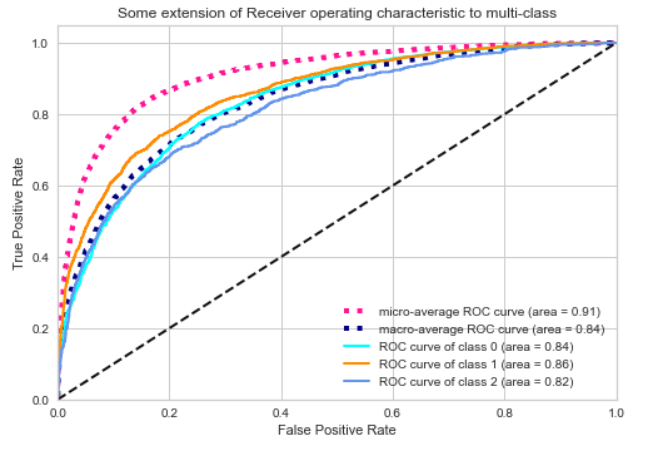 Some extension of Receiver operating characteristic to multi-class
1.0
0.8
0.6
0.4
0.2
0.0
True Positive Rate
micro-average ROC curve (area = 0.91)
macro-average ROC curve (area = 0.84)
ROC curve of class 0 (area = 0.84)
ROC curve of class 1 (area = 0.86)
ROC curve of class 2 (area = 0.82)
0.0 0.2 0.4 0.6 0.8 1.0
False Positive Rate